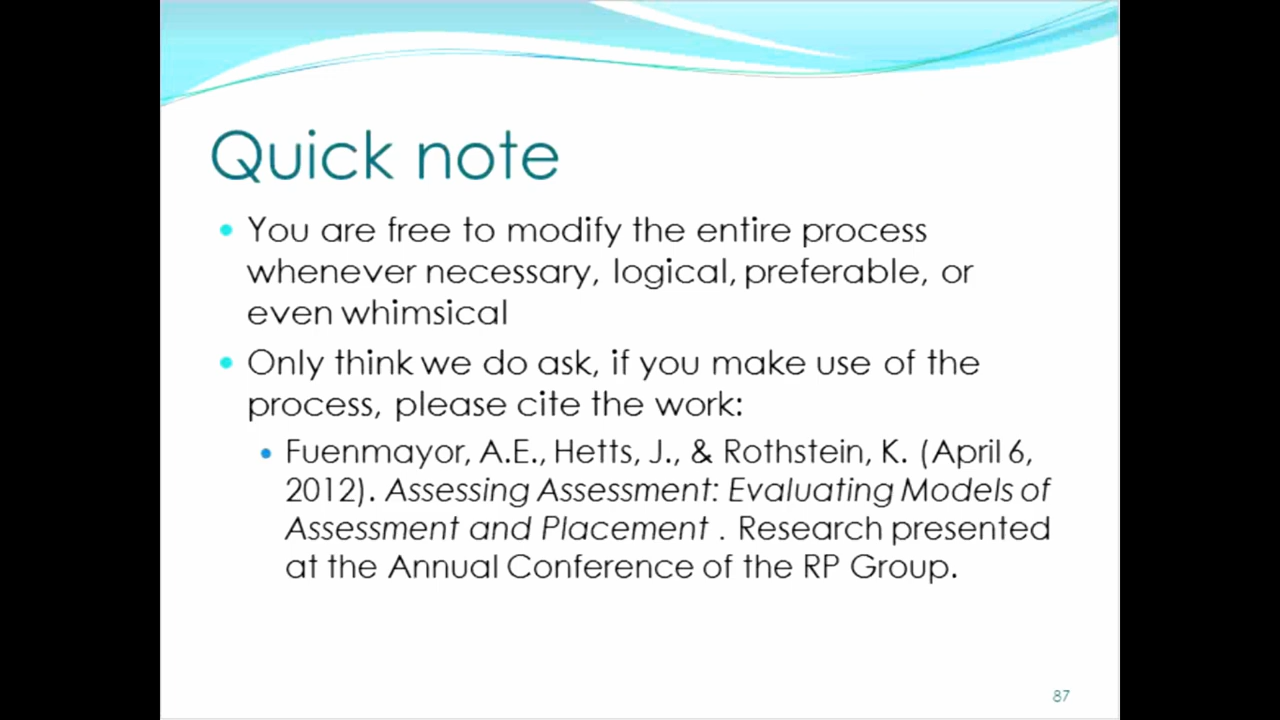 Quick note
You are free to modify the entire process
whenever necessary, logical, preferable, or
even whimsical
Only think we do ask, if you make use of the
process, please cite the work:
Fuenmayor, A.E., Hetts, J., & Rothstein, K. (April 6,
2012). Assessing Assessment: Evaluating Models of
Assessment and Placement . Research presented
at the Annual Conference of the RP Group.
87